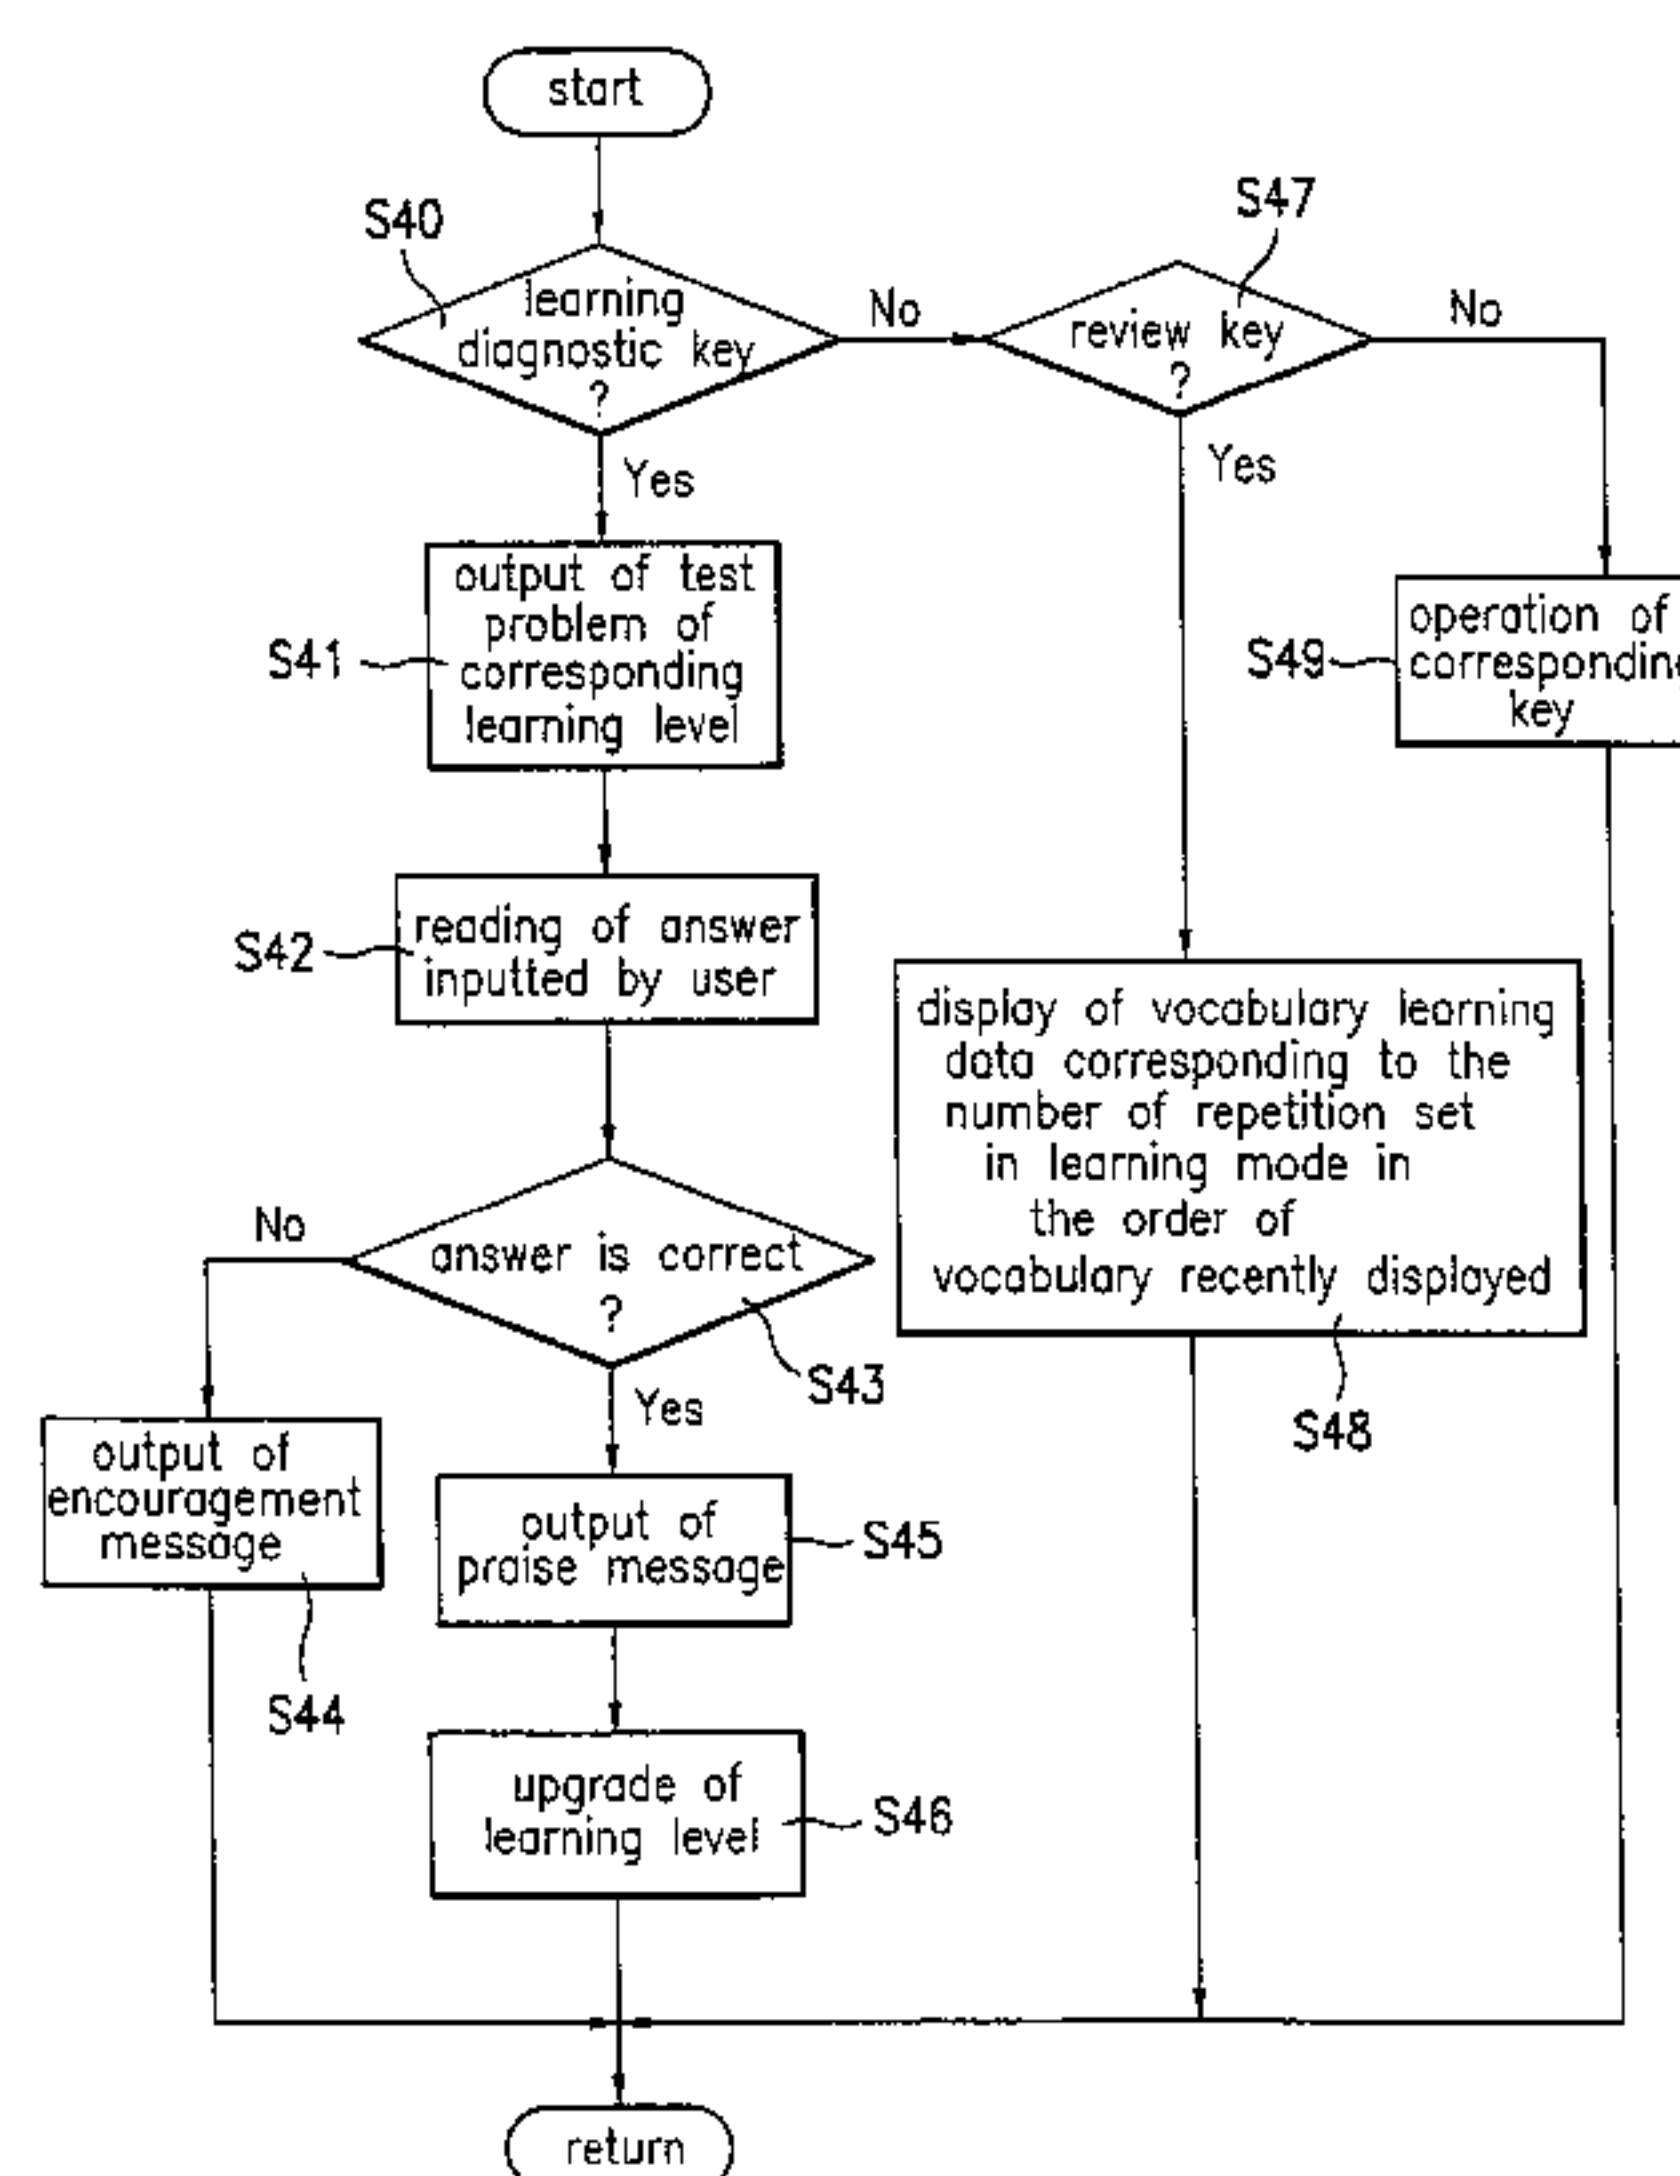 start
S40
learning
diagnostic key
?
No
S47
review key
?
No
Yes
Yes
output of test
problem of
corresponding
learning level
S41
operation of
key
S49
reading of answer
inputted by user
S42
display of vocabulary learning
data corresponding to the
number of repetition set
in learning mode in
the order of
vocabulary recently displayed
S48
No
answer is correct
?
S43
Yes
output of
encouragement
message
S44
output of
praise message
S45
upgrade of
learning level
S46
return